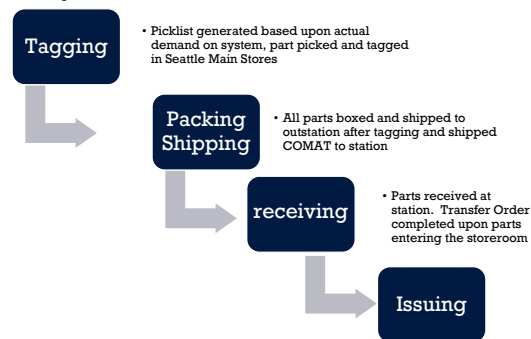 Tagging
• Picklist generated based upon actual
demand on system, part picked and tagged
in Seattle Main Stores
Packing
Shipping
• All parts boxed and shipped to
outstation after tagging and shipped
COMAT to station
receiving
• Parts received at
station. Transfer Order
completed upon parts
entering the storeroom
Issuing